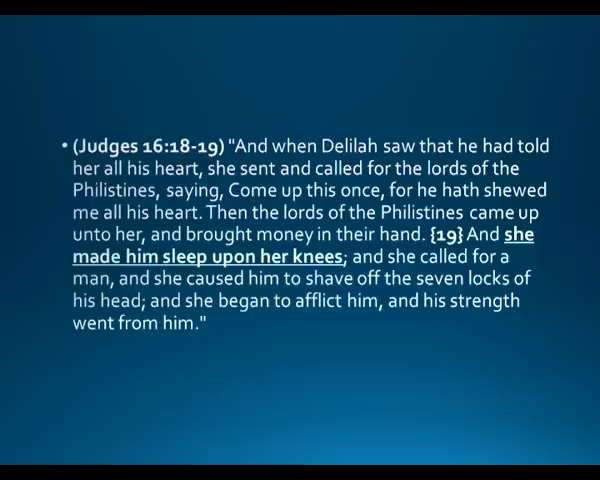 • (Judges 16:18-19) "And when Delilah saw that he had told
her all his heart, she sent and called for the lords of the
Philistines, saying, Come up this once, for he hath shewed
me all his heart. Then the lords of the Philistines came up
unto her, and brought money in their hand. {19} And she
made him sleep upon her knees; and she called for a
man, and she caused him to shave off the seven locks of
his head; and she began to afflict him, and his strength
went from him."